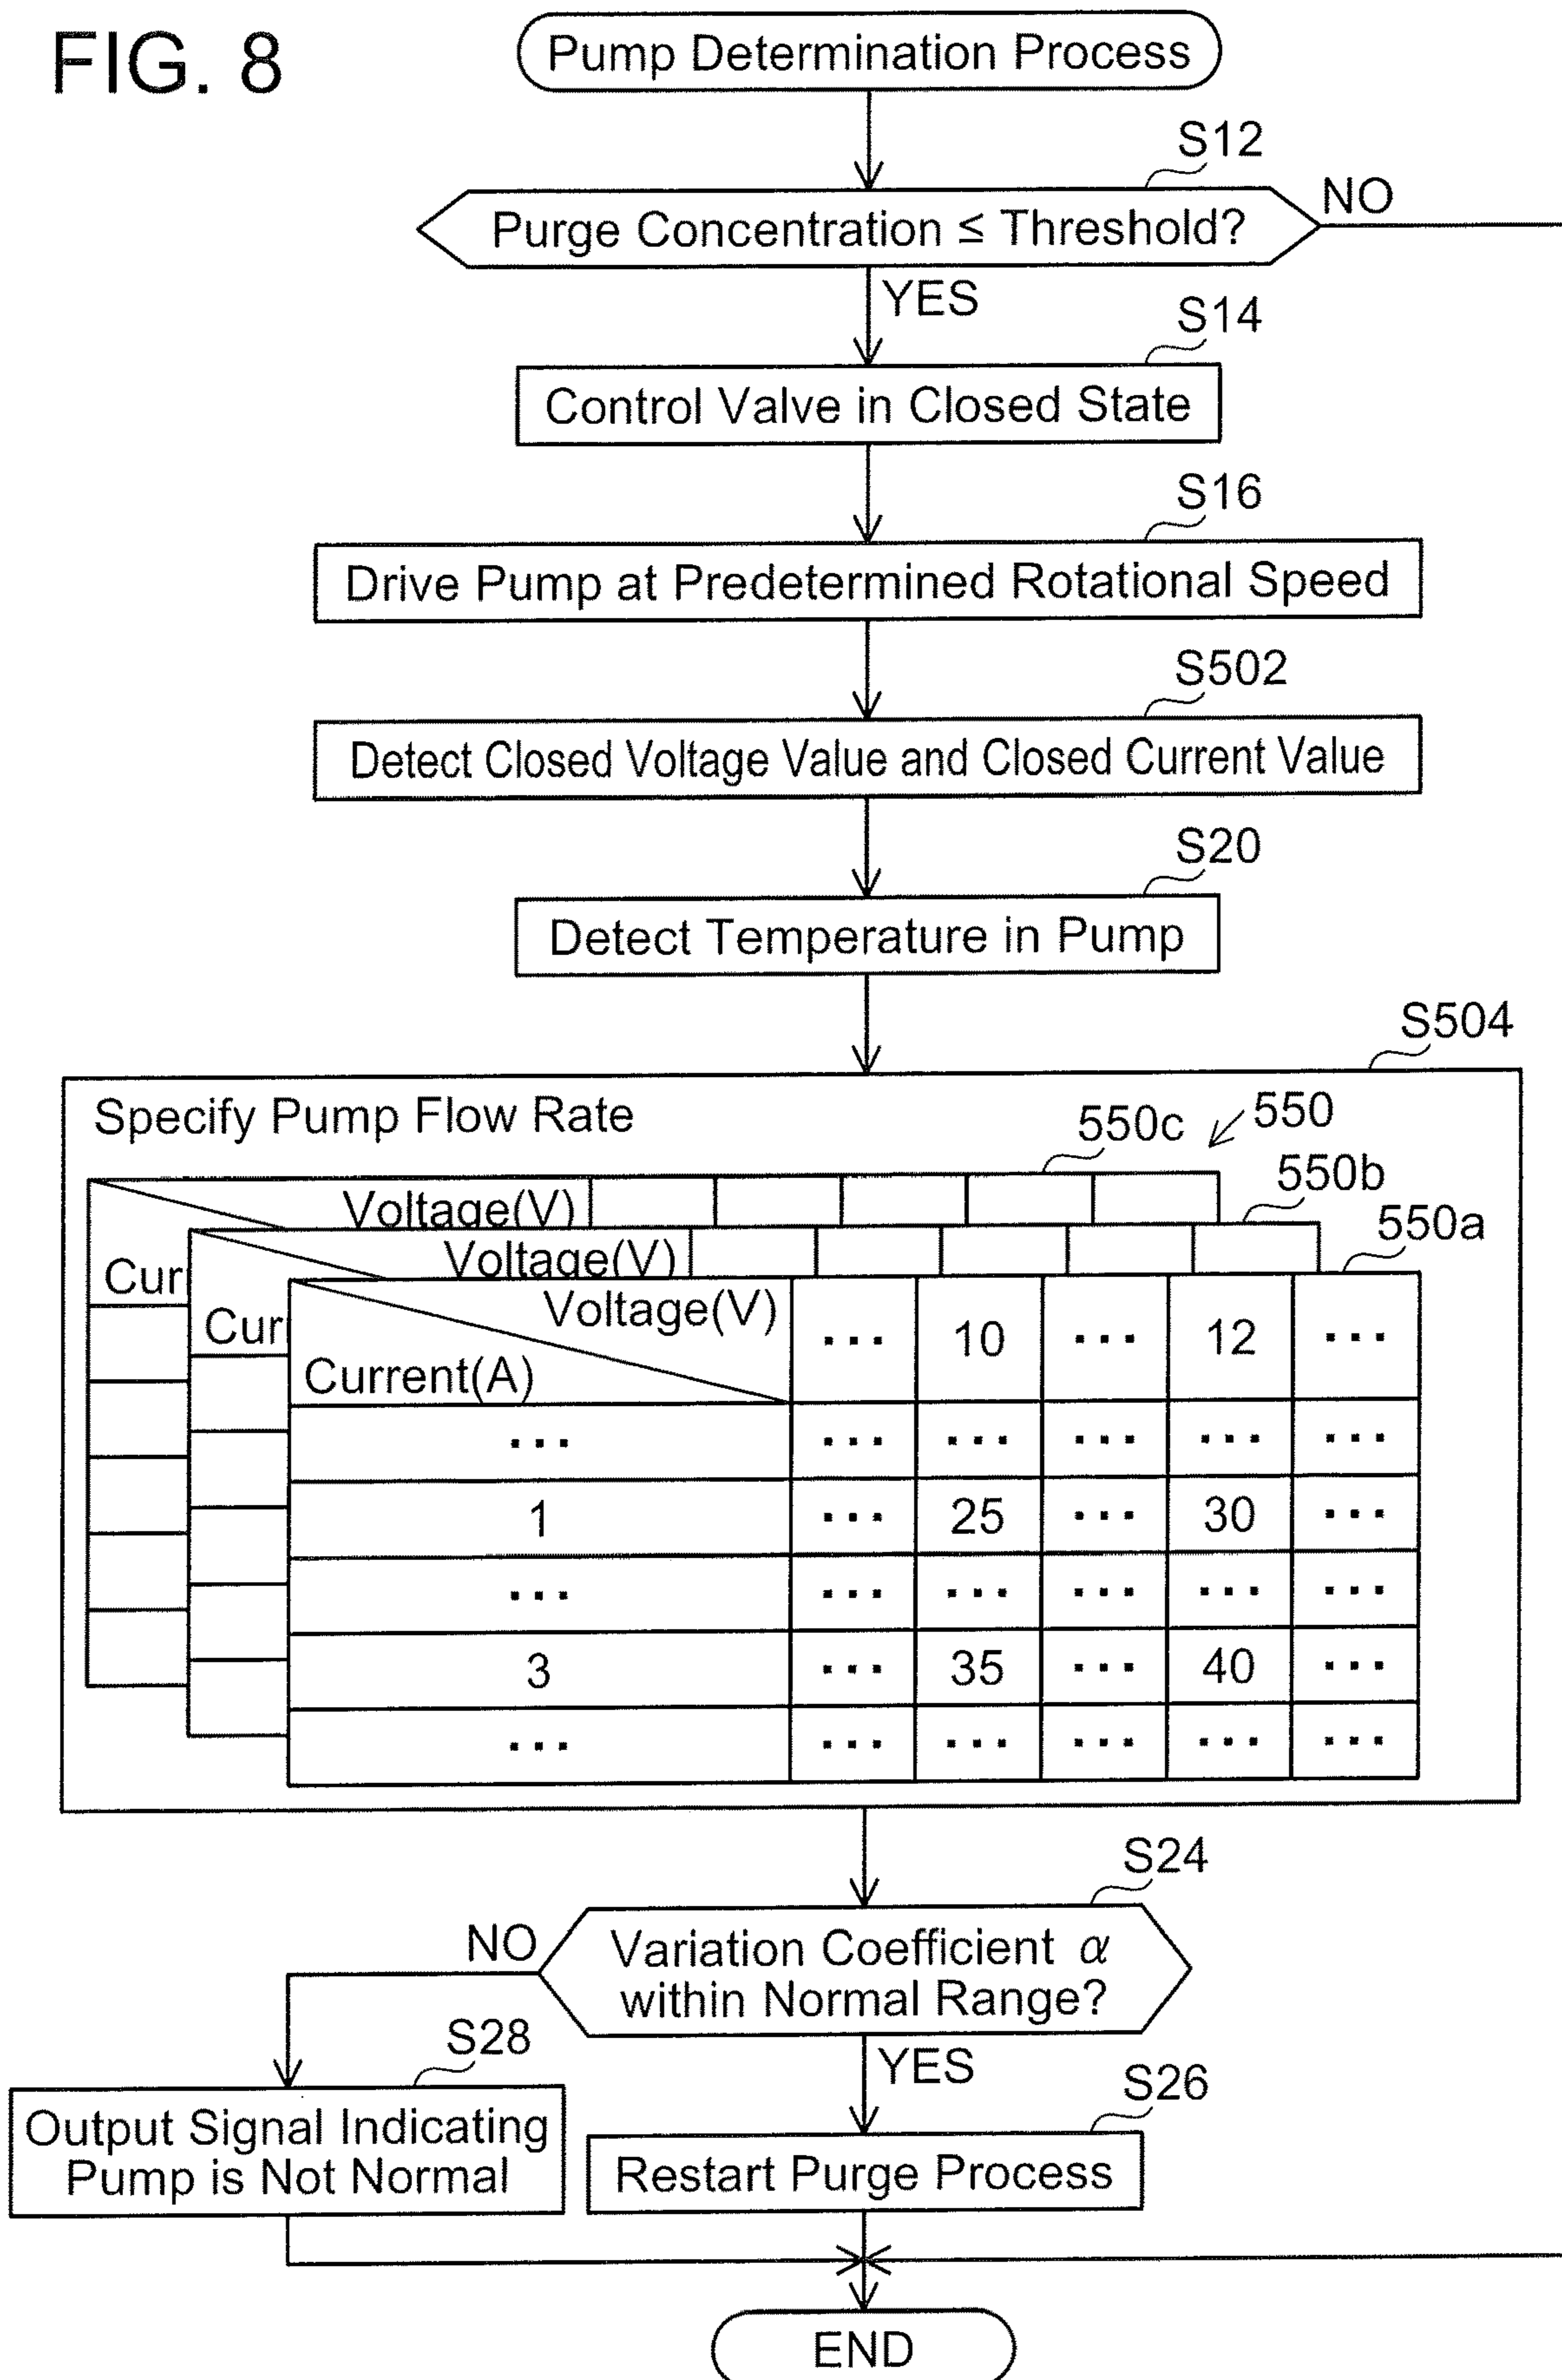 FIG. 8
Pump Determination Process
S12
Purge Concentration ≤ Threshold?
NO
YES
S14
Control Valve in Closed State
S16
Drive Pump at Predetermined Rotational Speed
S502
Detect Closed Voltage Value and Closed Current Value
S20
Detect Temperature in Pump
S504
Specify Pump Flow Rate
550c
550
550b
550a
Voltage(V)
Cur
Voltage(V)
Cur
Voltage(V)
Current(A)
... 10 ... 12 ...
... ... ... ... ... ...
1 ... 25 ... 30 ...
... ... ... ... ... ...
3 ... 35 ... 40 ...
... ... ... ... ... ...
S24
NO
Variation Coefficient α
within Normal Range?
YES
S28
Output Signal Indicating
Pump is Not Normal
S26
Restart Purge Process
END